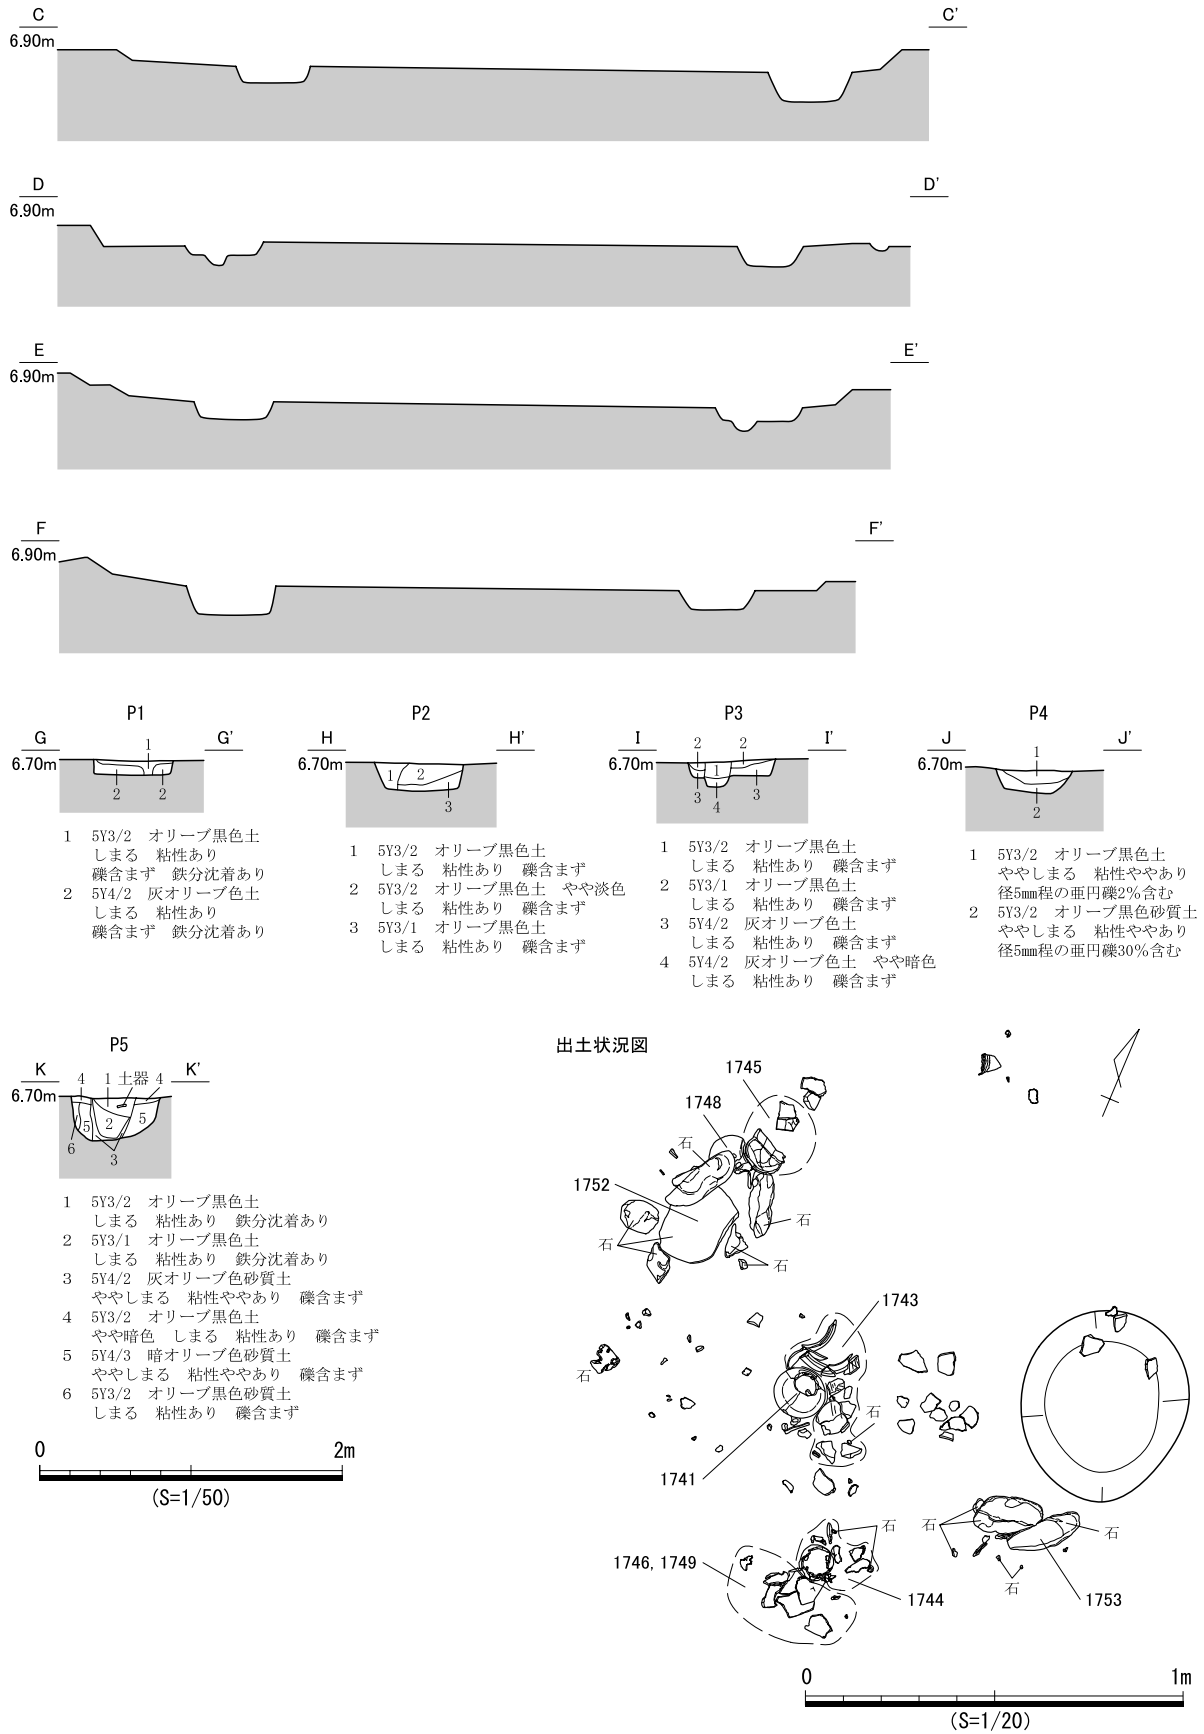 C
C'
6.90m
D
D'
6.90m
E
E'
6.90m
F
F'
6.90m
P1
G
G'
6.70m
1
2
2
1 5Y3/2 オリーブ黒色土
しまる 粘性あり
礫含まず 鉄分沈着あり
2 5Y4/2 灰オリーブ色土
しまる 粘性あり
礫含まず 鉄分沈着あり
P2
H
H'
6.70m
1
2
3
1 5Y3/2 オリーブ黒色土
しまる 粘性あり 礫含まず
2 5Y3/2 オリーブ黒色土 やや淡色
しまる 粘性あり 礫含まず
3 5Y3/1 オリーブ黒色土
しまる 粘性あり 礫含まず
P3
I
I'
6.70m
2
2
1
3
3
4
1 5Y3/2 オリーブ黒色土
しまる 粘性あり 礫含まず
2 5Y3/1 オリーブ黒色土
しまる 粘性あり 礫含まず
3 5Y4/2 灰オリーブ色土
しまる 粘性あり 礫含まず
4 5Y4/2 灰オリーブ色土 やや暗色
しまる 粘性あり 礫含まず
P4
J
J'
6.70m
1
2
1 5Y3/2 オリーブ黒色土
ややしまる 粘性ややあり
径5㎜程の亜円礫2%含む
2 5Y3/2 オリーブ黒色砂質土
ややしまる 粘性ややあり
径5㎜程の亜円礫30%含む
P5
K
K'
6.70m
4 1 土器 4
5 2 5
6
3
1 5Y3/2 オリーブ黒色土
しまる 粘性あり 鉄分沈着あり
2 5Y3/1 オリーブ黒色土
しまる 粘性あり 鉄分沈着あり
3 5Y4/2 灰オリーブ色砂質土
ややしまる 粘性ややあり 礫含まず
4 5Y3/2 オリーブ黒色土
やや暗色 しまる 粘性あり 礫含まず
5 5Y4/3 暗オリーブ色砂質土
ややしまる 粘性ややあり 礫含まず
6 5Y3/2 オリーブ黒色砂質土
しまる 粘性あり 礫含まず
0
2m
(S=1/50)
出土状況図
1745
1748
石
1752
石
石
石
1743
石
石
1741
石
1746, 1749
1744
石
石
石
1753
0
1m
(S=1/20)